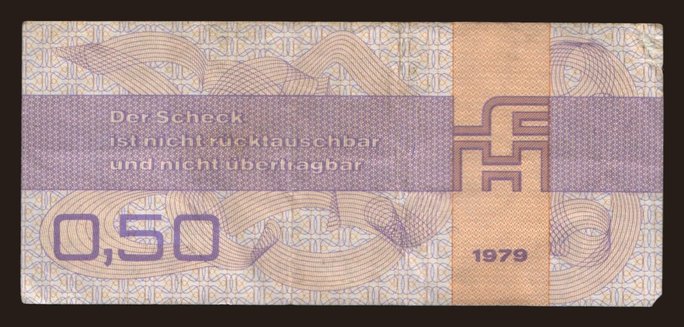 Der Scheck
ist nicht rücktauschbar
und nicht übertragbar
0,50
1979